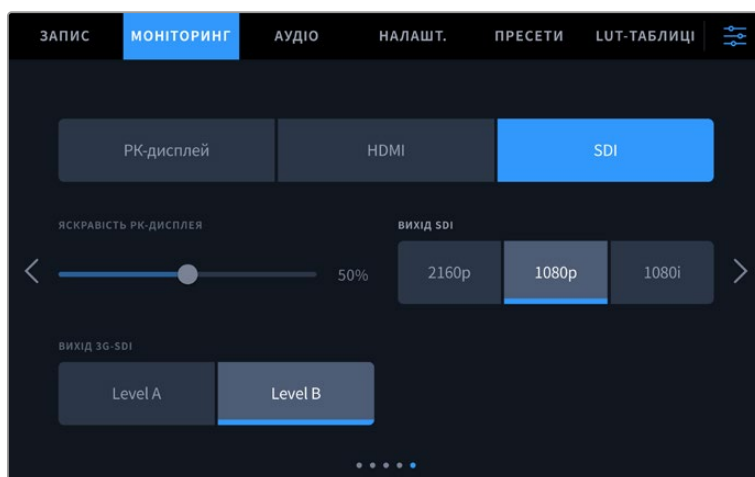 ЗАПИС МОНІТОРИНГ АУДІО НАЛАШТ. ПРЕСЕТИ LUT-ТАБЛИЦІ
РК-дисплей HDMI SDI
ЯСКРАВІСТЬ РК-ДИСПЛЕЯ ВИХІД SDI
50% 2160p 1080p 1080i
ВИХІД 3G-SDI
Level A Level B